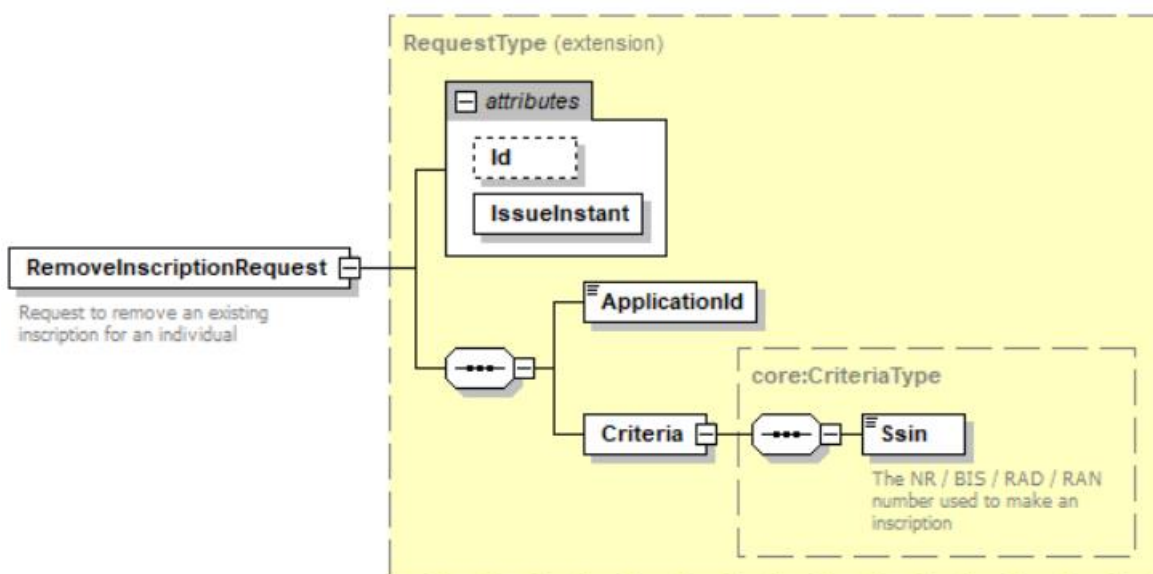 RequestType (extension)
attributes
Id
IssueInstant
RemoveInscriptionRequest
Request to remove an existing
inscription for an individual
ApplicationId
core:CriteriaType
Criteria
Ssin
The NR / BIS / RAD / RAN
number used to make an
inscription